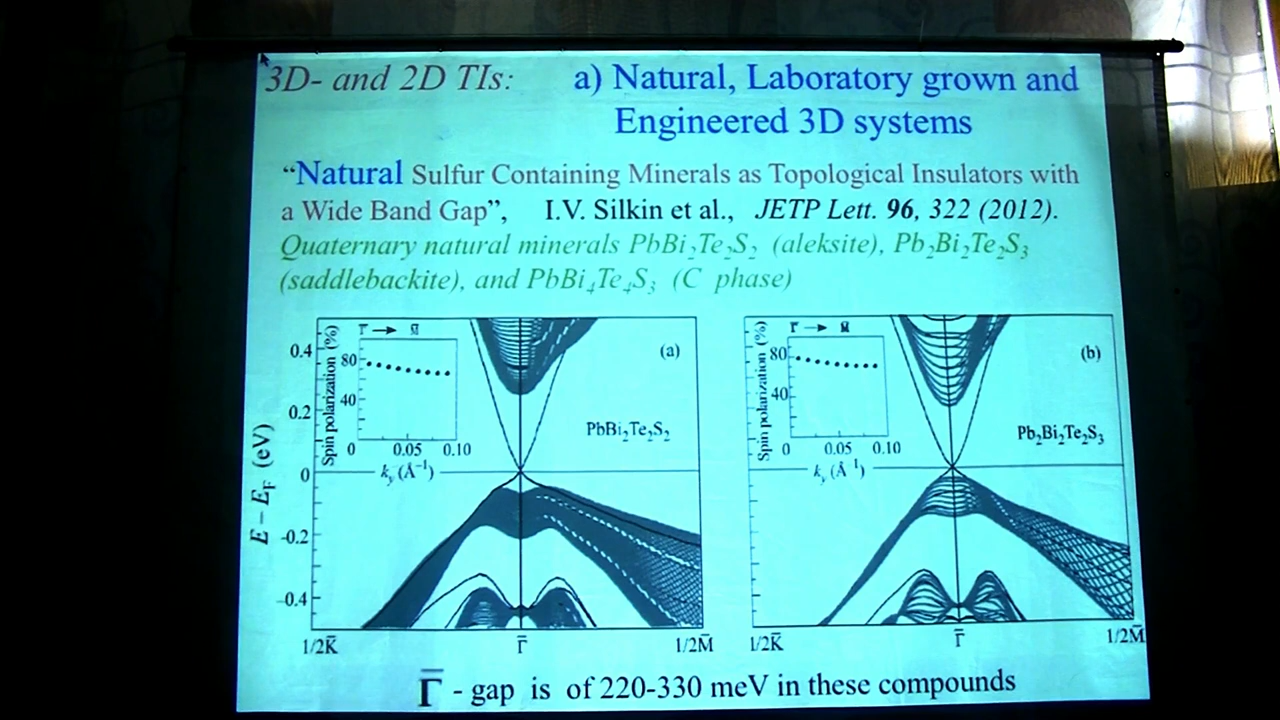 3D- and 2D TIs: a) Natural, Laboratory grown and
Engineered 3D systems
“Natural Sulfur Containing Minerals as Topological Insulators with
a Wide Band Gap”, I.V. Silkin et al., JETP Lett. 96, 322 (2012).
Quaternary natural minerals PbBi₂Te₂S₂ (aleksite), Pb₂Bi₂Te₂S₃
(saddlebackite), and PbBi₄Te₄S₃ (C phase)
E – E_F (eV)
0.4
0.2
0
-0.2
-0.4
Spin polarization (%)
80
40
0 0.05 0.10
k_y (Å⁻¹)
(a)
PbBi₂Te₂S₂
1/2K̄ Γ̄ 1/2M̄
Spin polarization (%)
80
40
0 0.05 0.10
k_y (Å⁻¹)
(b)
Pb₂Bi₂Te₂S₃
1/2K̄ Γ̄ 1/2M̄
Γ̄ - gap is of 220-330 meV in these compounds